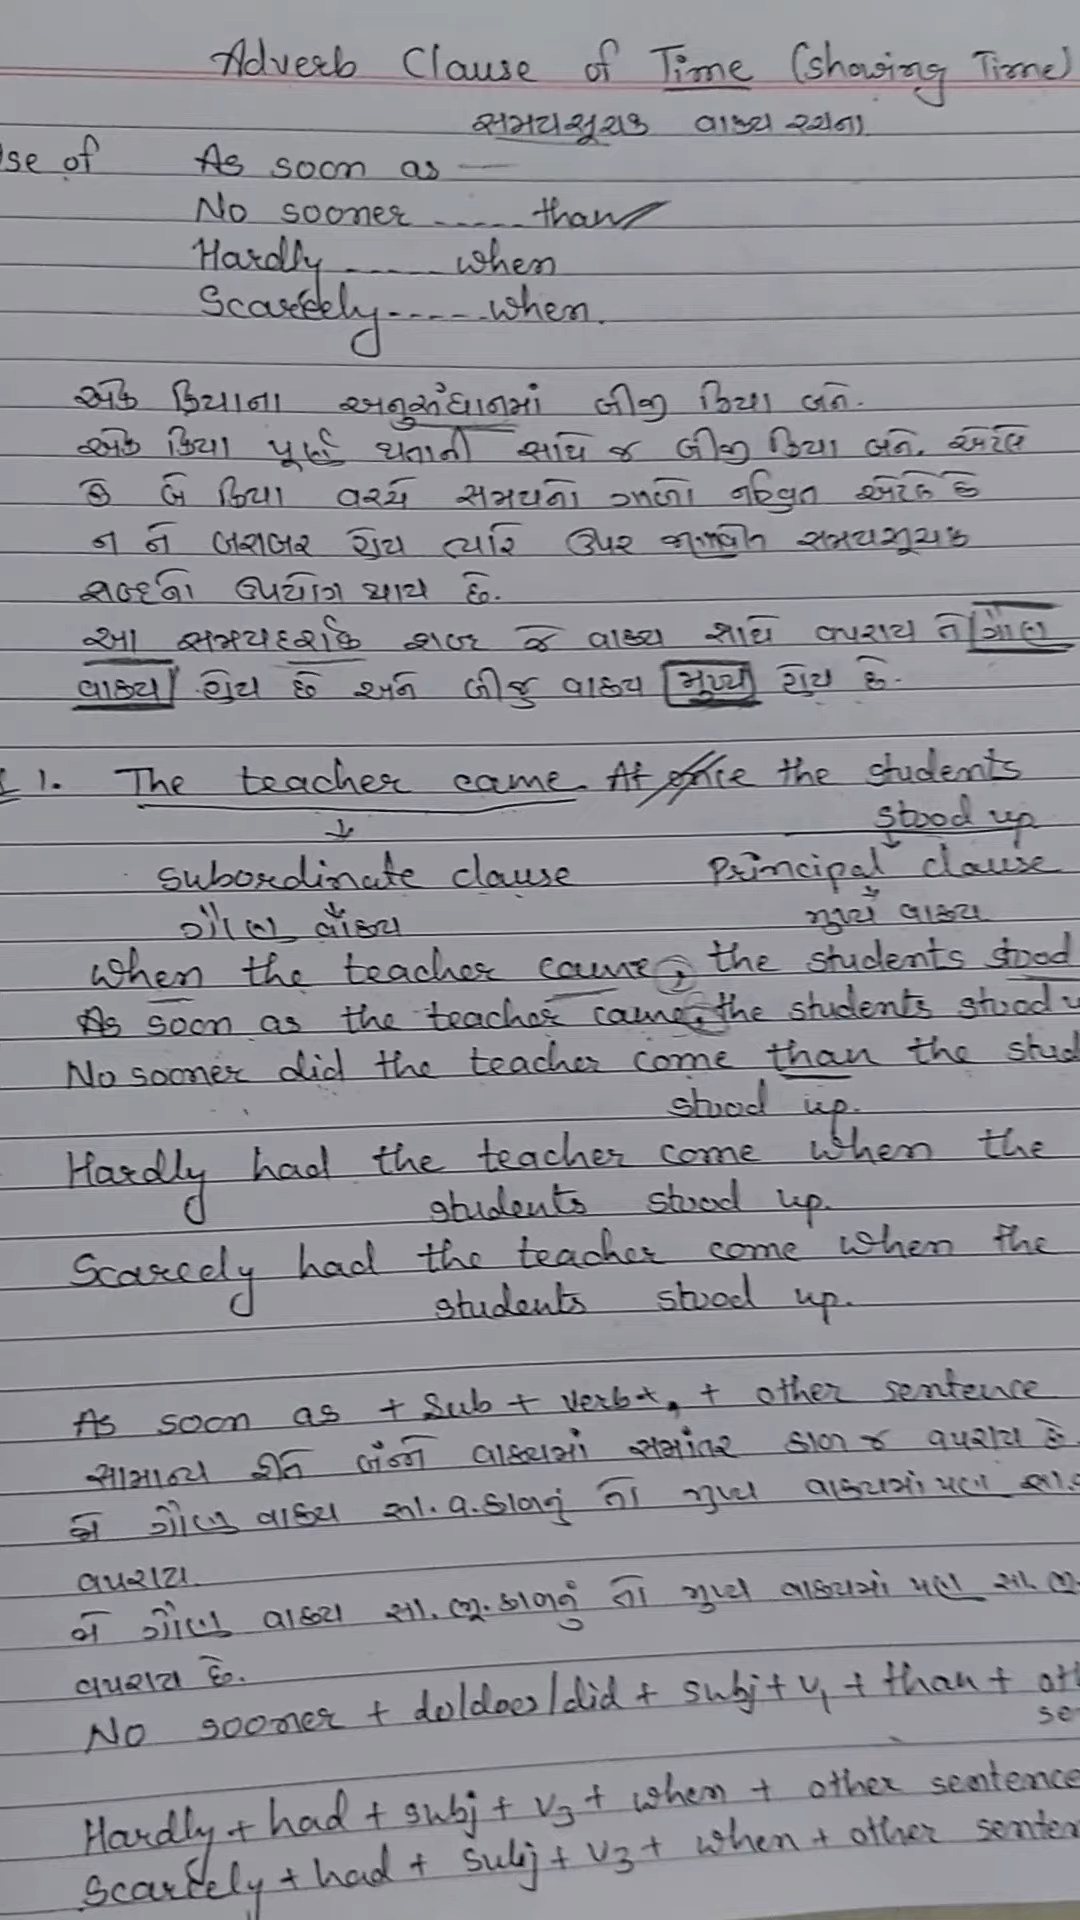 Adverb Clause of Time (showing Time)
સમયસૂચક વાક્ય રચના
se of As soon as —
No sooner ..... than
Hardly ..... when
Scarcely ..... when.
એક ક્રિયાના અનુસંધાનમાં બીજી ક્રિયા બને.
એક ક્રિયા પૂર્ણ થતાની સાથે જ બીજી ક્રિયા બને. એટલે
કે બે ક્રિયા વચ્ચે સમયનો ગાળો નહિવત એટલે કે
ન ને બરાબર હોય ત્યારે ઉપર સમયસૂચક
શબ્દનો ઉપયોગ થાય છે.
આ સમયદર્શક શબ્દ જે વાક્ય સાથે વપરાય તે ગૌણ
વાક્ય હોય છે અને બીજુ વાક્ય મુખ્ય હોય છે.
1. The teacher came. At once the students
stood up
subordinate clause Principal clause
ગૌણ વાક્ય મુખ્ય વાક્ય
when the teacher came, the students stood
As soon as the teacher came, the students stood u
No sooner did the teacher come than the stud
stood up.
Hardly had the teacher come when the
students stood up.
Scarcely had the teacher come when the
students stood up.
As soon as + Sub + verb , + other sentence
સામાન્ય રીતે બંને વાક્યમાં સમાંતર કાળ જ વપરાય છે.
જો ગૌણ વાક્ય સા.વ.કાળનું તો મુખ્ય વાક્યમાં પણ સા.
વપરાય.
જો ગૌણ વાક્ય સા.ભૂ.કાળનું તો મુખ્ય વાક્યમાં પણ સા.ભૂ.
વપરાય છે.
No sooner + do/does/did + subj + v1 + than + oth
se
Hardly + had + subj + v3 + when + other sentence
Scarcely + had + subj + v3 + when + other senten